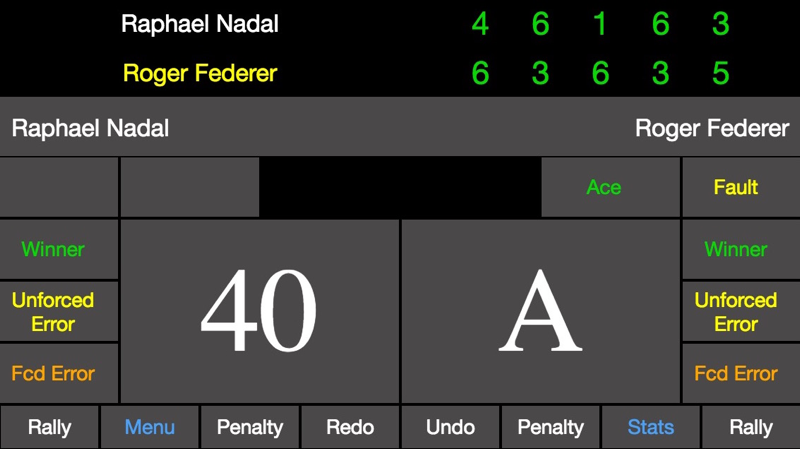 Raphael Nadal 4 6 1 6 3
Roger Federer 6 3 6 3 5
Raphael Nadal Roger Federer
Ace Fault
Winner Winner
Unforced
Error
40 A
Unforced
Error
Fcd Error Fcd Error
Rally Menu Penalty Redo Undo Penalty Stats Rally